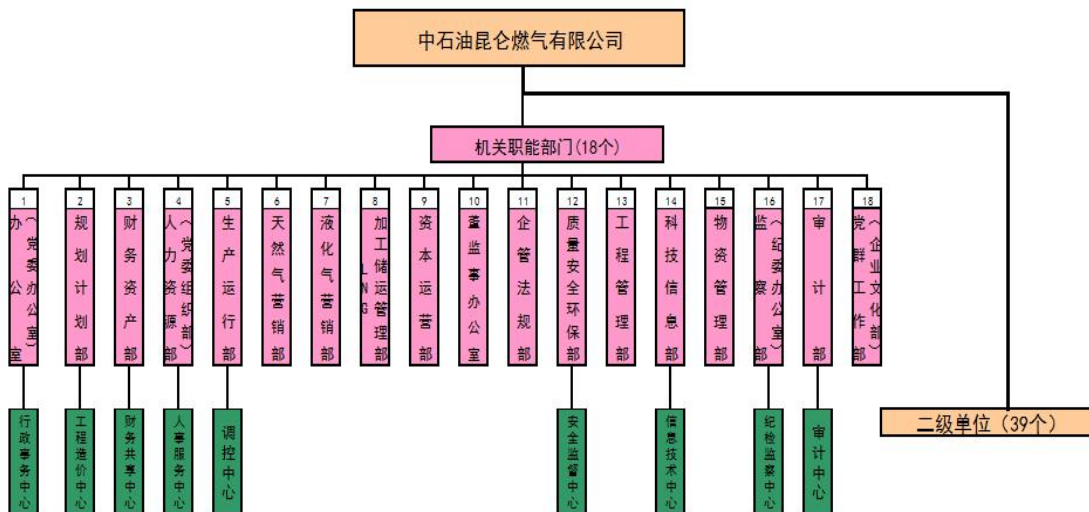 中石油昆仑燃气有限公司
机关职能部门(18个)
1
办公室
（党委办公室）
2
规划计划部
3
财务资产部
4
人力资源部
（党委组织部）
5
生产运行部
6
天然气营销部
7
液化气营销部
8
LNG
加工储运管理部
9
资本运营部
10
董监事办公室
11
企管法规部
12
质量安全环保部
13
工程管理部
14
科技信息部
15
物资管理部
16
监察部
（纪委办公室）
17
审计部
18
党群工作部
（企业文化部）
行政事务中心
工程造价中心
财务共享中心
人事服务中心
调控中心
安全监督中心
信息技术中心
纪检监察中心
审计中心
二级单位（39个）